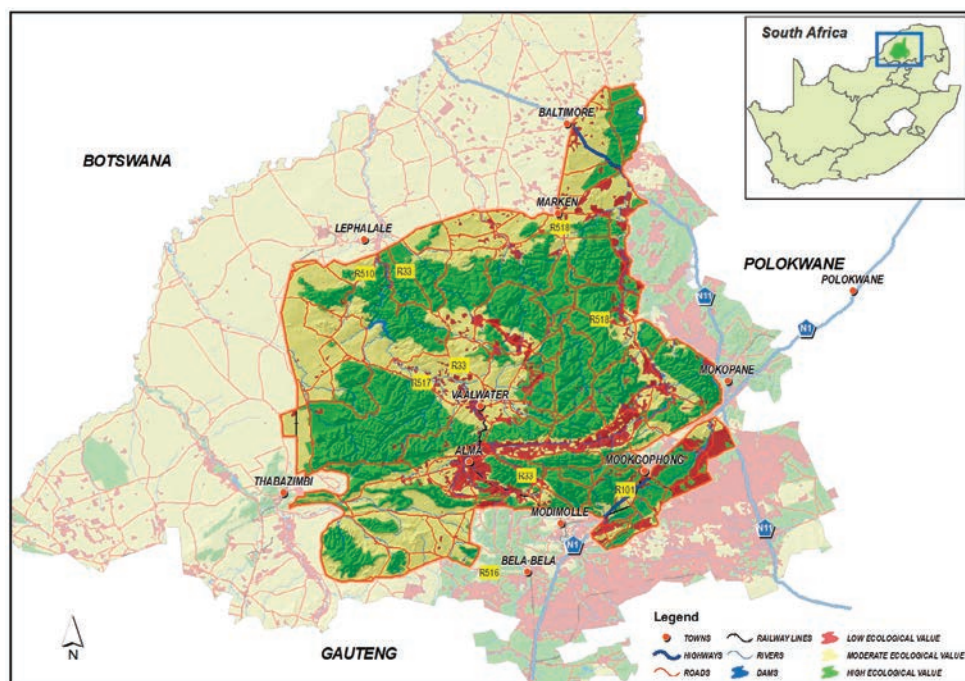 South Africa
BALTIMORE
BOTSWANA
MARKEN
R518
LEPHALALE
POLOKWANE
R510
R33
POLOKWANE
N11
N1
R518
MOKOPANE
R33
R517
VAALWATER
ALMA
MOOKGOPHONG
THABAZIMBI
R33
R101
MODIMOLLE
N11
N1
BELA-BELA
R516
N
GAUTENG
Legend
TOWNS
RAILWAY LINES
LOW ECOLOGICAL VALUE
HIGHWAYS
RIVERS
MODERATE ECOLOGICAL VALUE
ROADS
DAMS
HIGH ECOLOGICAL VALUE